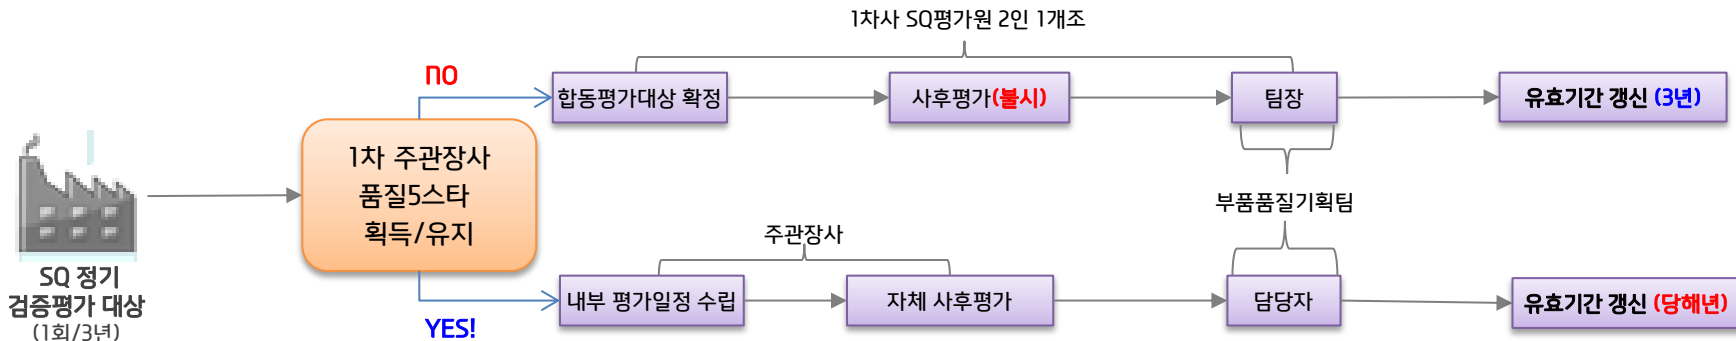 1차사 SQ평가원 2인 1개조
NO
합동평가대상 확정
사후평가(불시)
팀장
유효기간 갱신 (3년)
1차 주관장사
품질5스타
획득/유지
부품품질기획팀
주관장사
SQ 정기
검증평가 대상
(1회/3년)
YES!
내부 평가일정 수립
자체 사후평가
담당자
유효기간 갱신 (당해년)